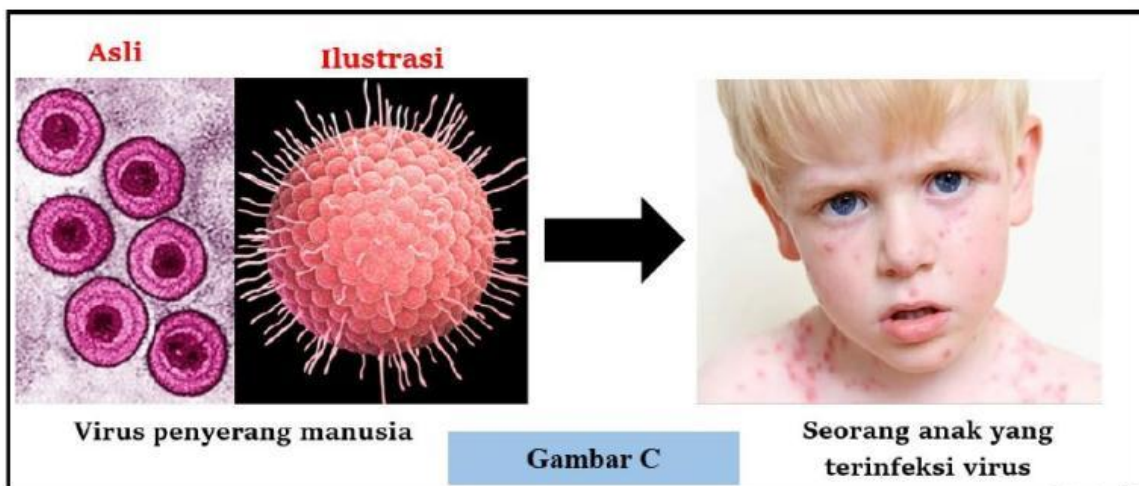 Asli
Ilustrasi
Virus penyerang manusia
Gambar C
Seorang anak yang
terinfeksi virus